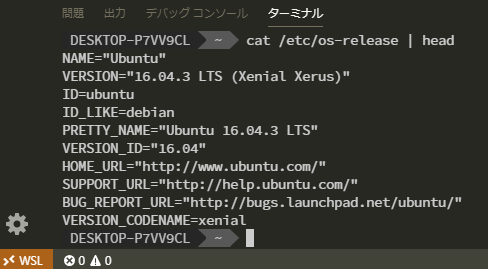 問題 出力 デバッグ コンソール ターミナル
DESKTOP-P7VV9CL ~ cat /etc/os-release | head
NAME="Ubuntu"
VERSION="16.04.3 LTS (Xenial Xerus)"
ID=ubuntu
ID_LIKE=debian
PRETTY_NAME="Ubuntu 16.04.3 LTS"
VERSION_ID="16.04"
HOME_URL="http://www.ubuntu.com/"
SUPPORT_URL="http://help.ubuntu.com/"
BUG_REPORT_URL="http://bugs.launchpad.net/ubuntu/"
VERSION_CODENAME=xenial
DESKTOP-P7VV9CL ~
WSL 0 0